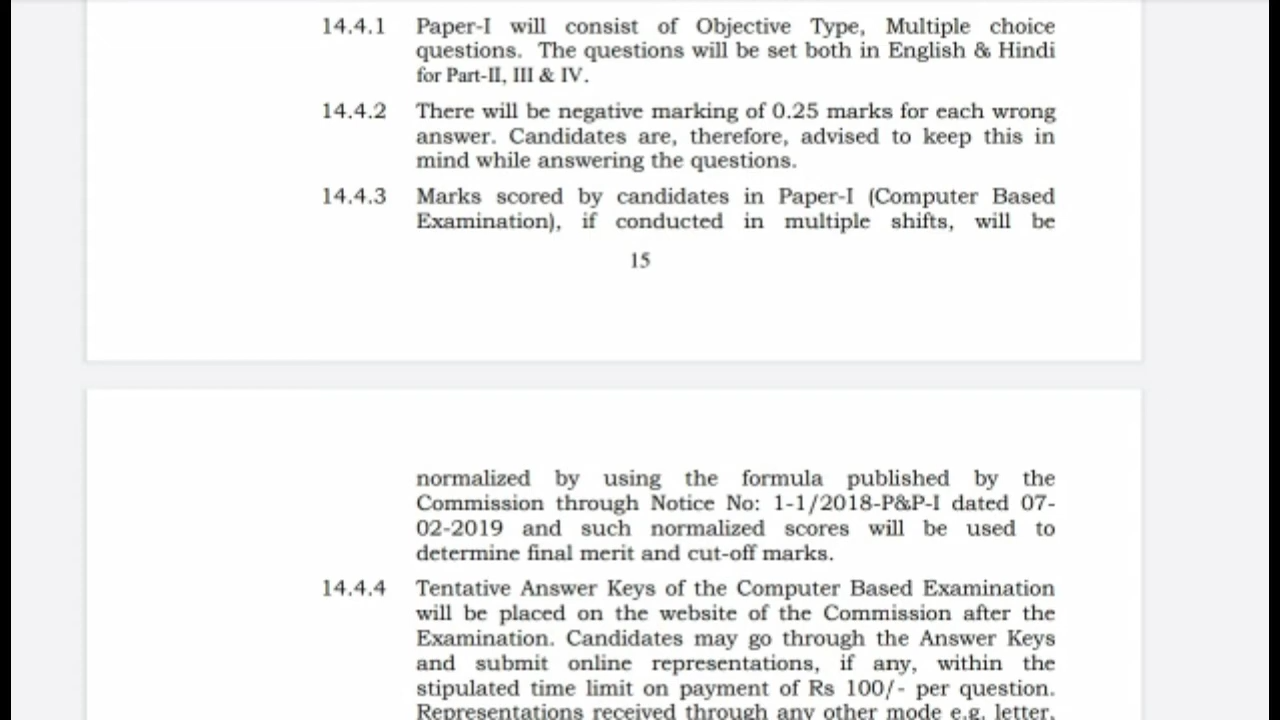 14.4.1 Paper-I will consist of Objective Type, Multiple choice
questions. The questions will be set both in English & Hindi
for Part-II, III & IV.
14.4.2 There will be negative marking of 0.25 marks for each wrong
answer. Candidates are, therefore, advised to keep this in
mind while answering the questions.
14.4.3 Marks scored by candidates in Paper-I (Computer Based
Examination), if conducted in multiple shifts, will be
15
normalized by using the formula published by the
Commission through Notice No: 1-1/2018-P&P-I dated 07-
02-2019 and such normalized scores will be used to
determine final merit and cut-off marks.
14.4.4 Tentative Answer Keys of the Computer Based Examination
will be placed on the website of the Commission after the
Examination. Candidates may go through the Answer Keys
and submit online representations, if any, within the
stipulated time limit on payment of Rs 100/- per question.
Representations received through any other mode e.g. letter,